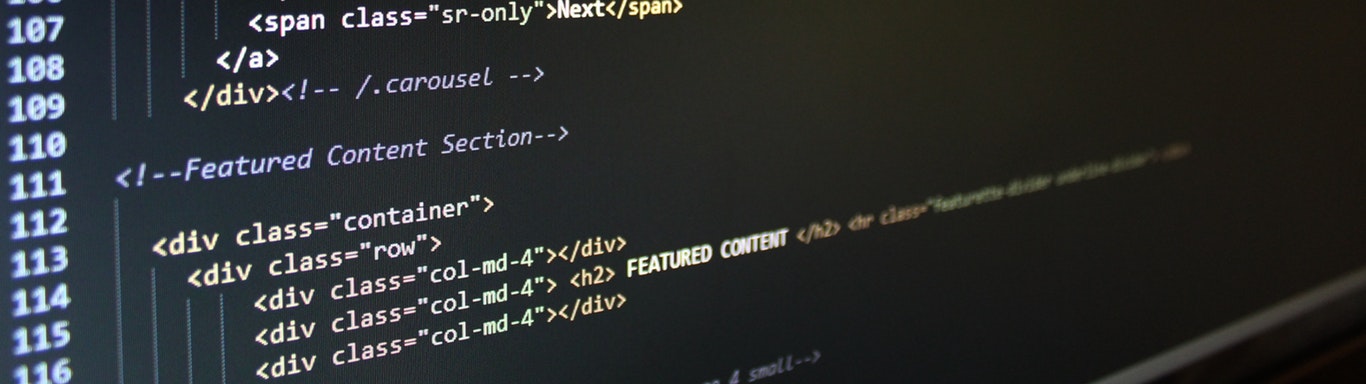 107 <span class="sr-only">Next</span>
108 </a>
109 </div><!-- /.carousel -->
110
111 <!--Featured Content Section-->
112
113 <div class="container">
114 <div class="row">
115 <div class="col-md-4"></div>
116 <div class="col-md-4"> <h2> FEATURED CONTENT </h2> <hr class="featurette-divider
<div class="col-md-4"></div>
4 small-->